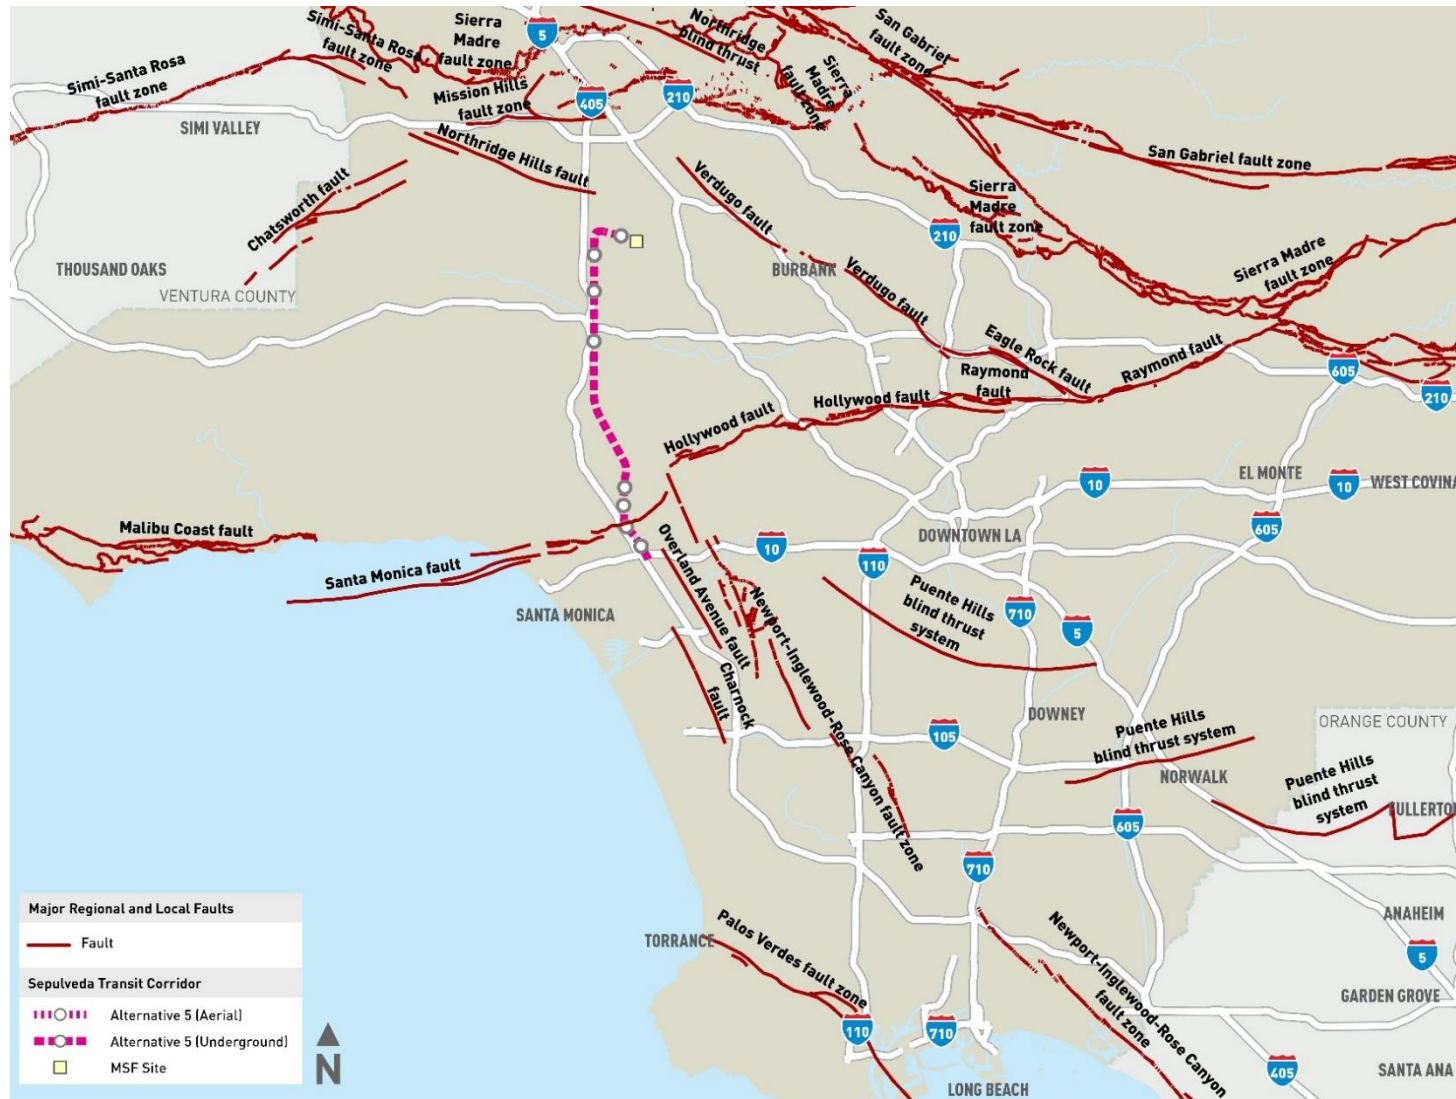 Simi-Santa Rosa
fault zone
Simi-Santa Rosa
fault zone
Sierra
Madre
fault zone
5
Northridge
blind thrust
San Gabriel
fault zone
Sierra
Madre
fault zone
Mission Hills
fault zone
405
210
SIMI VALLEY
Northridge Hills fault
San Gabriel fault zone
Chatsworth fault
Verdugo fault
Sierra
Madre
fault zone
210
THOUSAND OAKS
VENTURA COUNTY
BURBANK
Verdugo fault
Sierra Madre
fault zone
Eagle Rock fault
Raymond
fault
Raymond fault
605
210
Hollywood fault
Hollywood fault
10
EL MONTE
10
WEST COVINA
605
Malibu Coast fault
Santa Monica fault
Overland Avenue fault
10
110
DOWNTOWN LA
SANTA MONICA
Puente Hills
blind thrust
system
710
5
Newport-Inglewood-Rose Canyon fault zone
Charnock
fault
105
DOWNEY
Puente Hills
blind thrust system
ORANGE COUNTY
NORWALK
Puente Hills
blind thrust
system
FULLERTO
605
710
TORRANCE
Palos Verdes fault zone
Newport-Inglewood-Rose Canyon
fault zone
ANAHEIM
5
GARDEN GROVE
110
710
405
SANTA ANA
LONG BEACH
Major Regional and Local Faults
Fault
Sepulveda Transit Corridor
Alternative 5 (Aerial)
Alternative 5 (Underground)
MSF Site
N